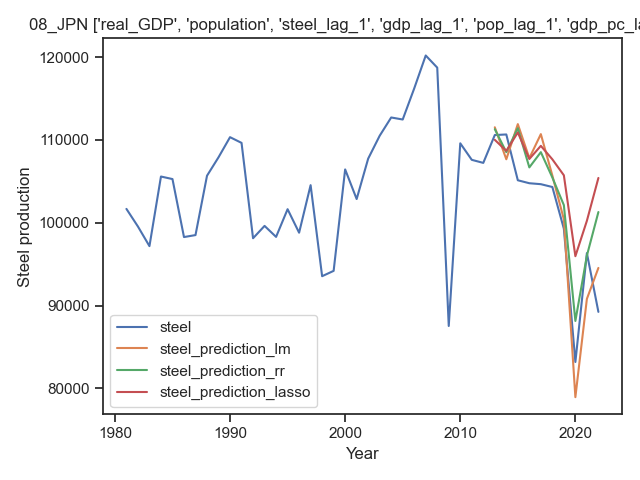 08_JPN ['real_GDP', 'population', 'steel_lag_1', 'gdp_lag_1', 'pop_lag_1', 'gdp_pc_la
120000
110000
100000
90000
80000
Steel production
steel
steel_prediction_lm
steel_prediction_rr
steel_prediction_lasso
1980
1990
2000
2010
2020
Year